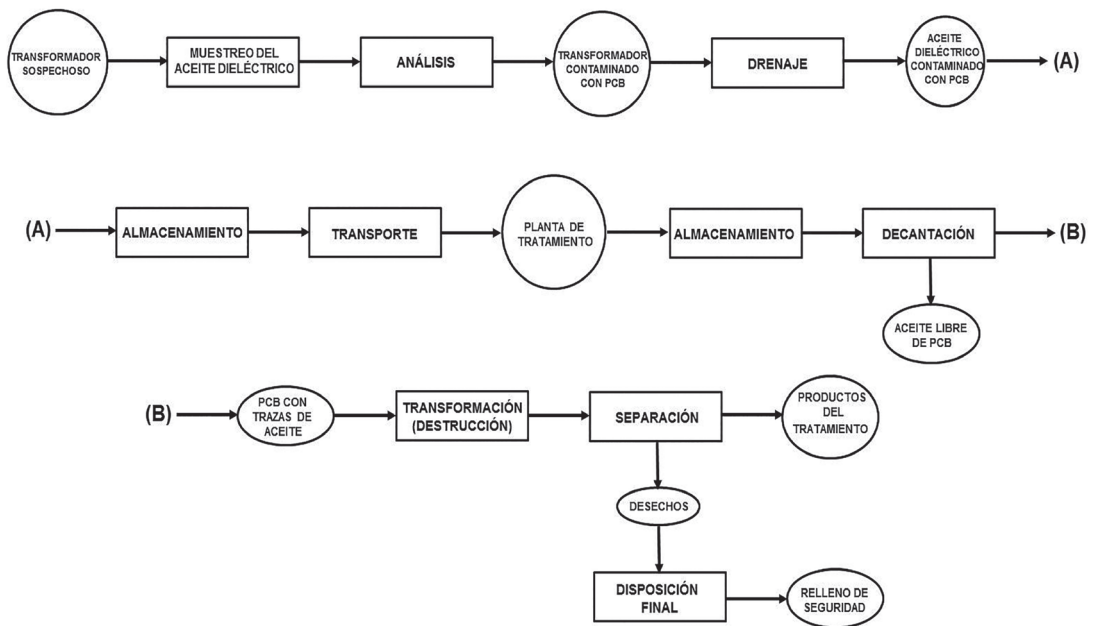 TRANSFORMADOR
SOSPECHOSO
MUESTREO DEL
ACEITE DIELÉCTRICO
ANÁLISIS
TRANSFORMADOR
CONTAMINADO
CON PCB
DRENAJE
ACEITE
DIELÉCTRICO
CONTAMINADO
CON PCB
(A)
(A)
ALMACENAMIENTO
TRANSPORTE
PLANTA DE
TRATAMIENTO
ALMACENAMIENTO
DECANTACIÓN
(B)
ACEITE LIBRE
DE PCB
(B)
PCB CON
TRAZAS DE
ACEITE
TRANSFORMACIÓN
(DESTRUCCIÓN)
SEPARACIÓN
PRODUCTOS
DEL
TRATAMIENTO
DESECHOS
DISPOSICIÓN
FINAL
RELLENO DE
SEGURIDAD